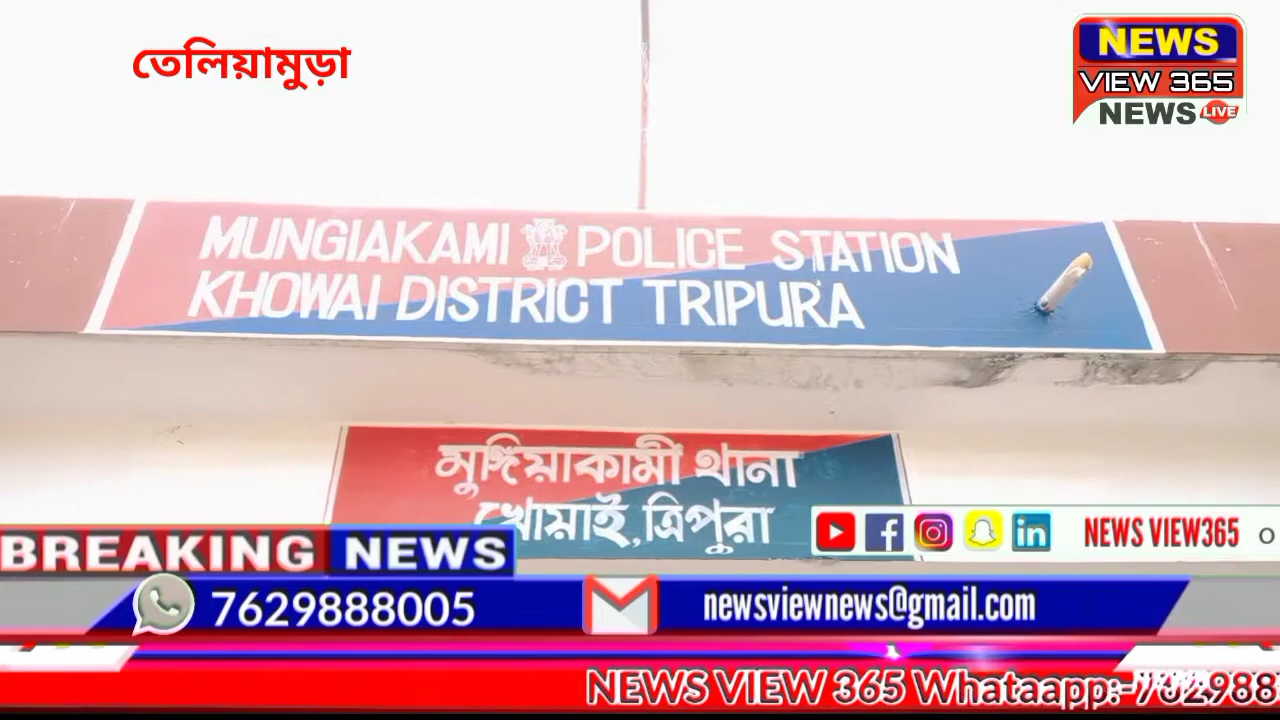 তেলিয়ামুড়া
NEWS
VIEW 365
NEWS LIVE
MUNGIAKAMI POLICE STATION
KHOWAI DISTRICT TRIPURA
মুঙ্গিয়াকামী থানা
খোয়াই, ত্রিপুরা
NEWS VIEW365
BREAKING NEWS
7629888005
newsviewnews@gmail.com
NEWS VIEW 365 Whataapp:-762988